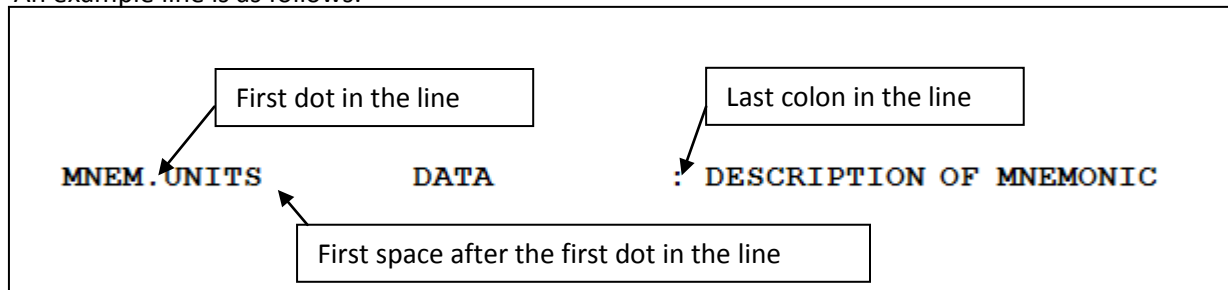 An example line is as follows:
First dot in the line
Last colon in the line
MNEM.UNITS DATA : DESCRIPTION OF MNEMONIC
First space after the first dot in the line